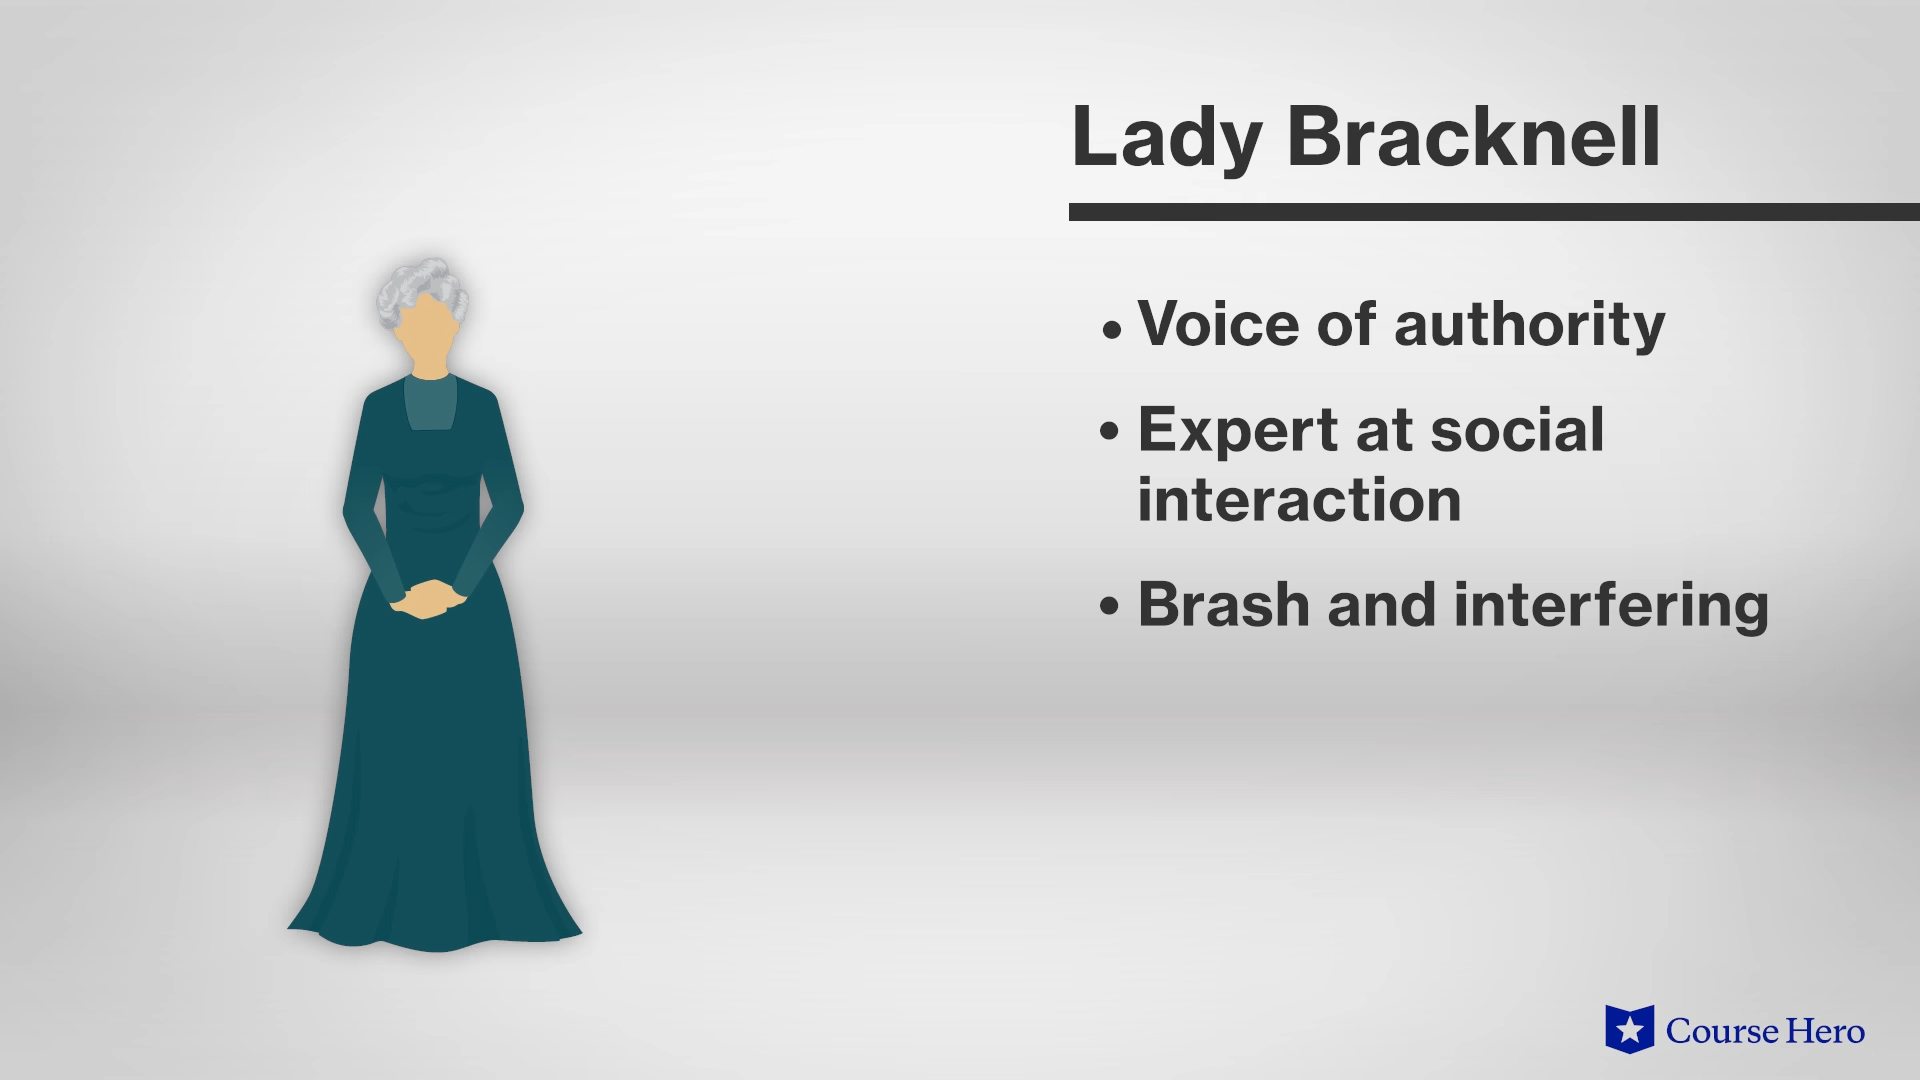 Lady Bracknell
• Voice of authority
• Expert at social
interaction
• Brash and interfering
Course Hero